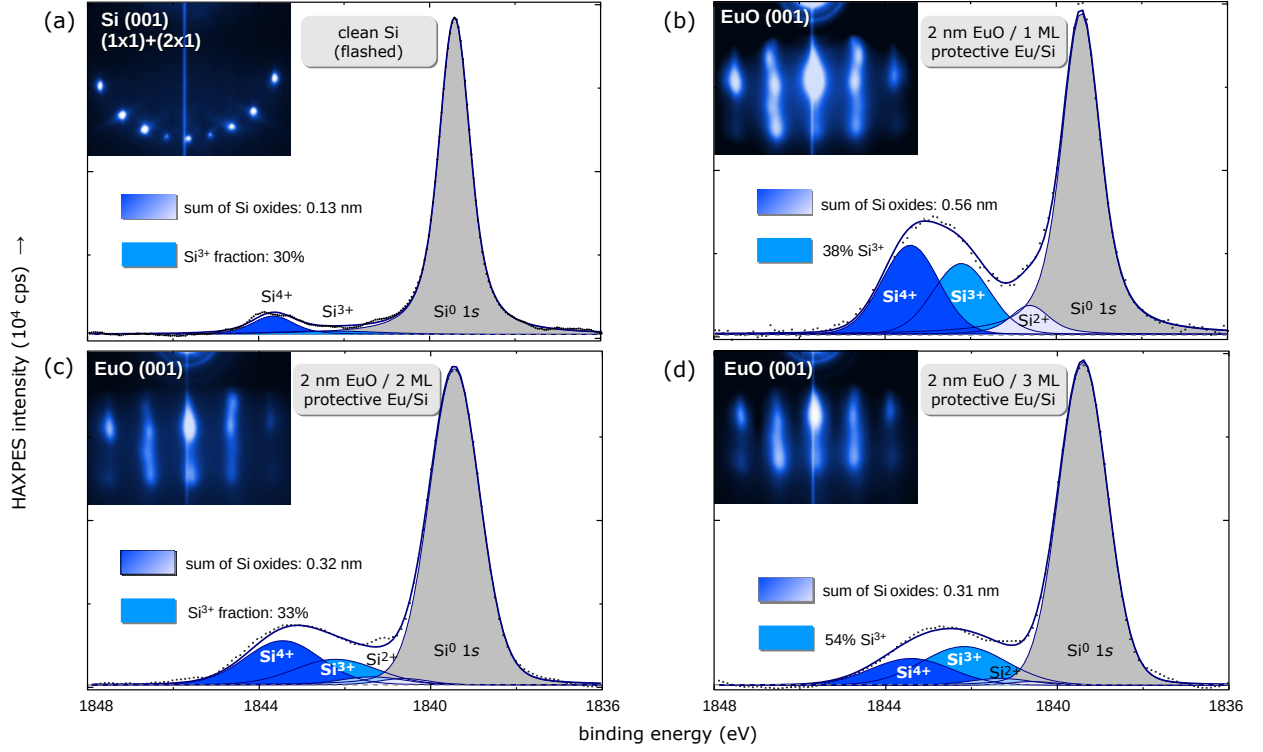 (a)
Si (001)
(1x1)+(2x1)
clean Si
(flashed)
sum of Si oxides: 0.13 nm
Si³⁺ fraction: 30%
Si⁴⁺
Si³⁺
Si⁰ 1s
(b)
EuO (001)
2 nm EuO / 1 ML
protective Eu/Si
sum of Si oxides: 0.56 nm
38% Si³⁺
Si⁴⁺
Si³⁺
Si²⁺
Si⁰ 1s
(c)
EuO (001)
2 nm EuO / 2 ML
protective Eu/Si
sum of Si oxides: 0.32 nm
Si³⁺ fraction: 33%
Si⁴⁺
Si³⁺
Si²⁺
Si⁰ 1s
1848 1844 1840 1836
(d)
EuO (001)
2 nm EuO / 3 ML
protective Eu/Si
sum of Si oxides: 0.31 nm
54% Si³⁺
Si⁴⁺
Si³⁺
Si²⁺
Si⁰ 1s
1848 1844 1840 1836
HAXPES intensity (10⁴ cps) →
binding energy (eV)